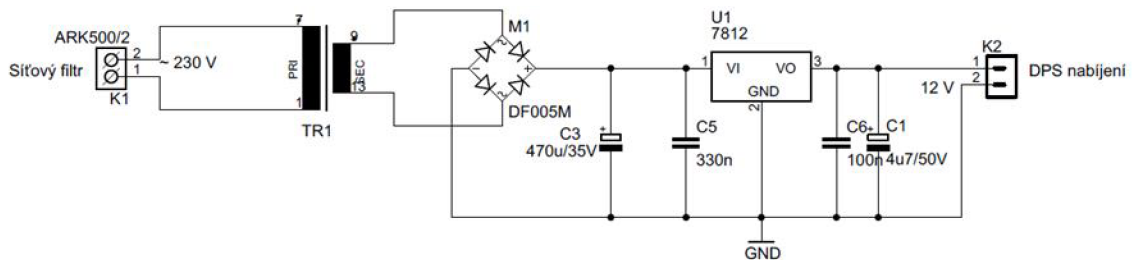 ARK500/2
Síťový filtr
2
1
K1
~ 230 V
7
1
PRI
TR1
9
SEC
13
M1
~
~
-
+
DF005M
C3
+
470u/35V
C5
330n
U1
7812
1
VI
VO
3
GND
2
C6
100n
C1
+
4u7/50V
GND
K2
1
2
12 V
DPS nabíjení